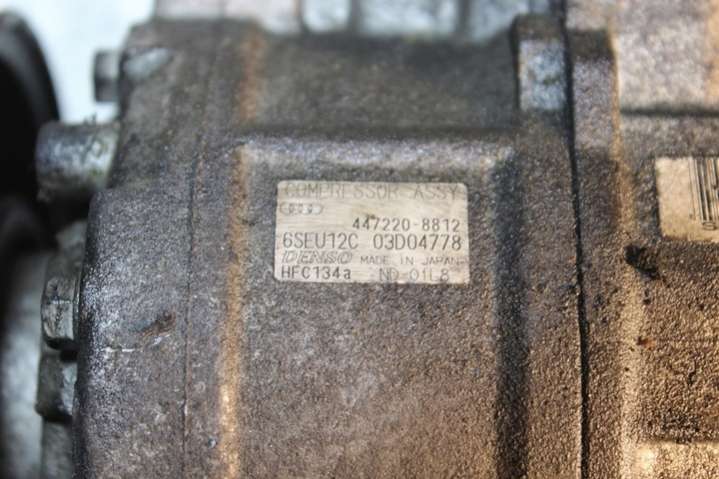 COMPRESSOR ASSY
447220-8812
6SEU12C 03D04778
DENSO MADE IN JAPAN
HFC134a ND-OIL8